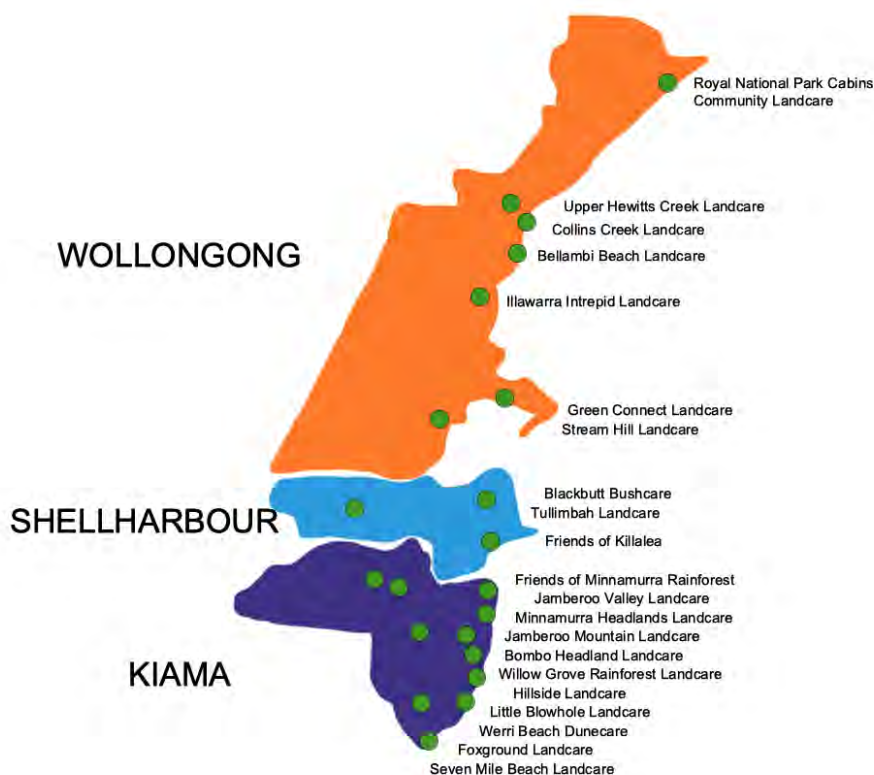 Royal National Park Cabins
Community Landcare
Upper Hewitts Creek Landcare
Collins Creek Landcare
WOLLONGONG
Bellambi Beach Landcare
Illawarra Intrepid Landcare
Green Connect Landcare
Stream Hill Landcare
Blackbutt Bushcare
SHELLHARBOUR
Tullimbah Landcare
Friends of Killalea
Friends of Minnamurra Rainforest
Jamberoo Valley Landcare
Minnamurra Headlands Landcare
Jamberoo Mountain Landcare
Bombo Headland Landcare
KIAMA
Willow Grove Rainforest Landcare
Hillside Landcare
Little Blowhole Landcare
Werri Beach Dunecare
Foxground Landcare
Seven Mile Beach Landcare